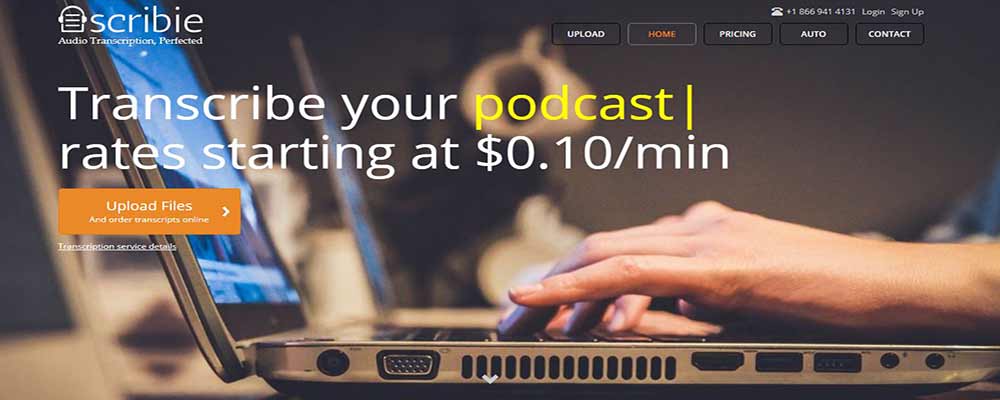 scribie
Audio Transcription, Perfected
+1 866 941 4131 Login Sign Up
UPLOAD HOME PRICING AUTO CONTACT
Transcribe your podcast|
rates starting at $0.10/min
Upload Files
And order transcripts online
Transcription service details